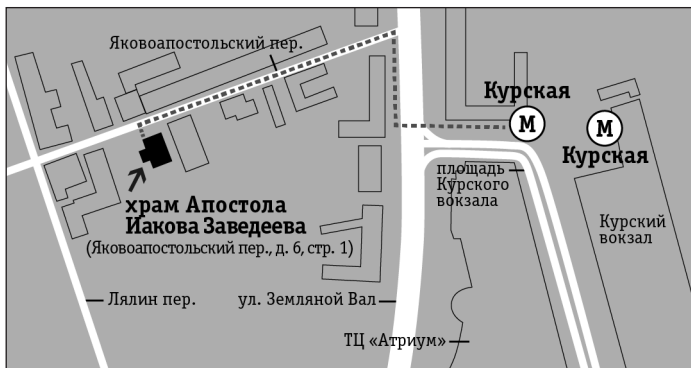 Яковоапостольский пер.
Курская
М
М
Курская
площадь
Курского
вокзала
храм Апостола
Иакова Заведеева
(Яковоапостольский пер., д. 6, стр. 1)
Курский
вокзал
Лялин пер.
ул. Земляной Вал
ТЦ «Атриум»